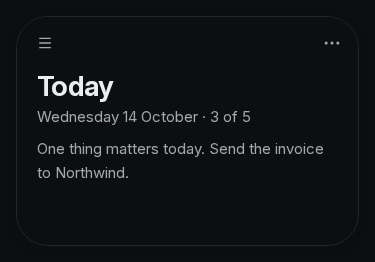 Today
Wednesday 14 October · 3 of 5
One thing matters today. Send the invoice
to Northwind.